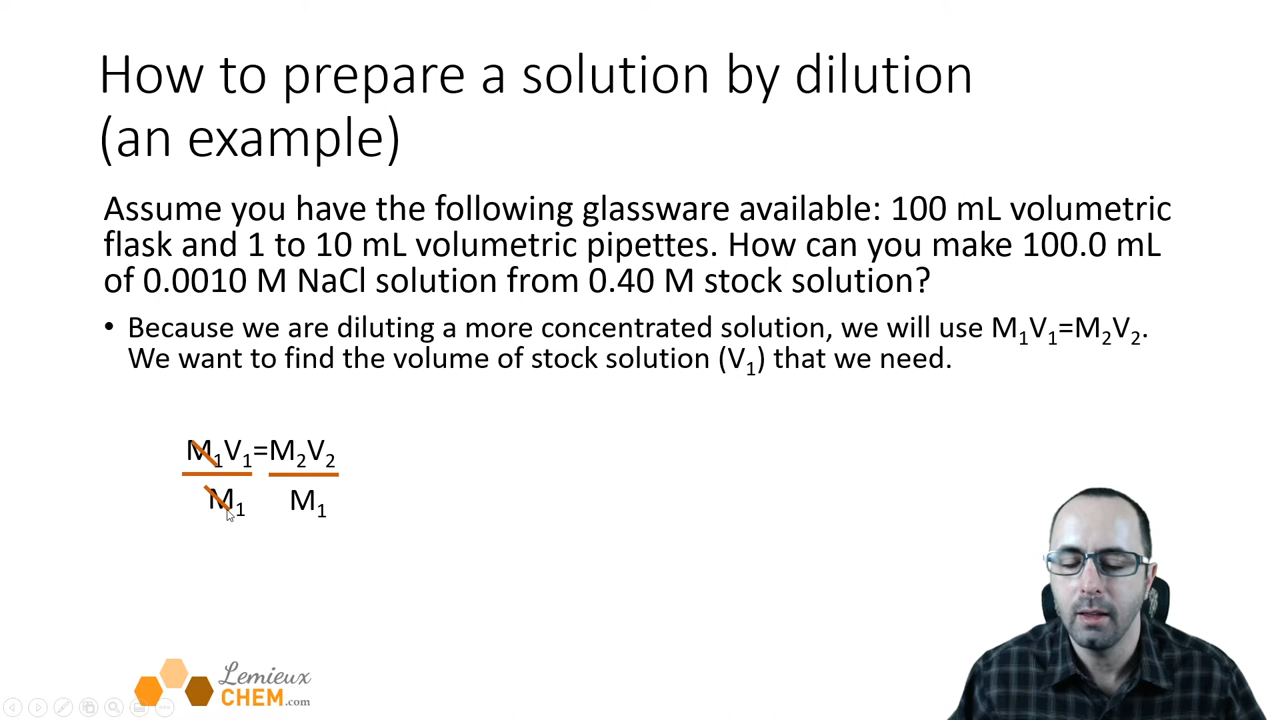 How to prepare a solution by dilution
(an example)
Assume you have the following glassware available: 100 mL volumetric
flask and 1 to 10 mL volumetric pipettes. How can you make 100.0 mL
of 0.0010 M NaCl solution from 0.40 M stock solution?
• Because we are diluting a more concentrated solution, we will use M₁V₁=M₂V₂.
We want to find the volume of stock solution (V₁) that we need.
M₁V₁=M₂V₂
M₁ M₁
Lemieux
CHEM.com